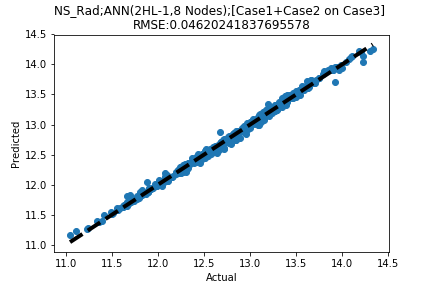 NS_Rad;ANN(2HL-1,8 Nodes);[Case1+Case2 on Case3]
RMSE:0.04620241837695578
14.5
14.0
13.5
13.0
12.5
12.0
11.5
11.0
Predicted
11.0 11.5 12.0 12.5 13.0 13.5 14.0 14.5
Actual